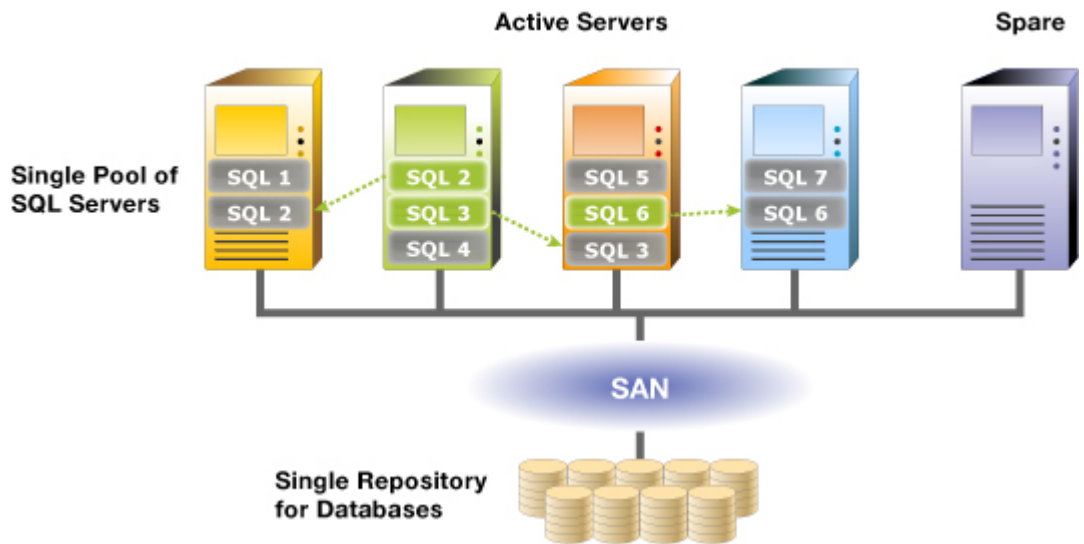 Active Servers
Spare
Single Pool of
SQL Servers
SQL 1
SQL 2
SQL 2
SQL 3
SQL 4
SQL 5
SQL 6
SQL 3
SQL 7
SQL 6
SAN
Single Repository
for Databases